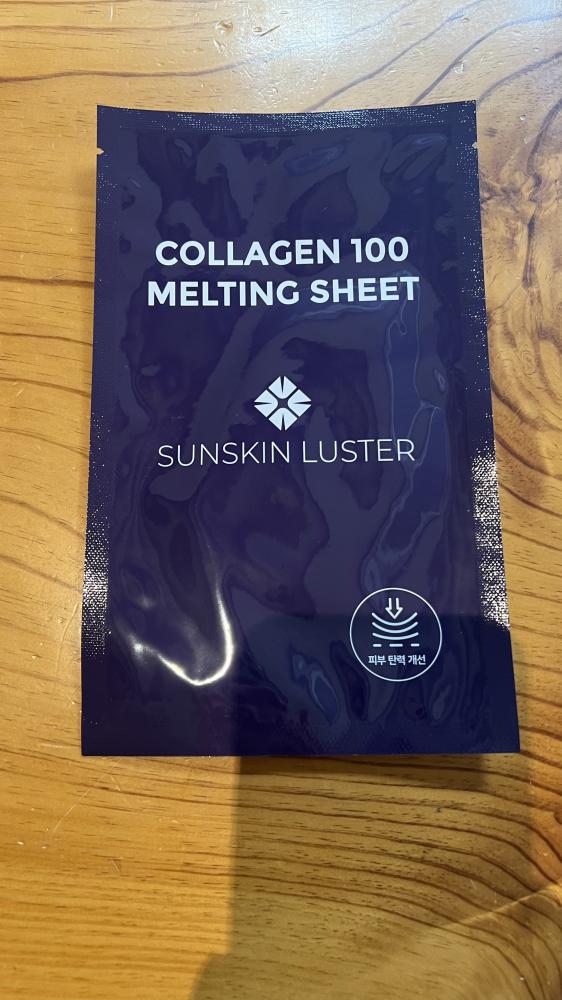 COLLAGEN 100
MELTING SHEET
SUNSKIN LUSTER
피부 탄력 개선